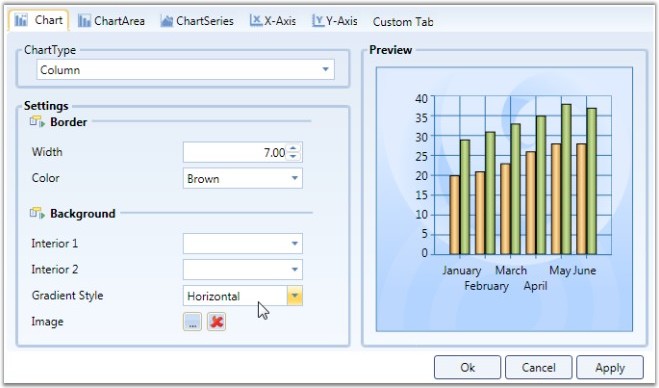 Chart ChartArea ChartSeries X-Axis Y-Axis Custom Tab
ChartType
Column
Settings
Border
Width 7.00
Color Brown
Background
Interior 1
Interior 2
Gradient Style Horizontal
Image ...
Preview
40
35
30
25
20
15
10
5
0
January March May June
February April
Ok Cancel Apply